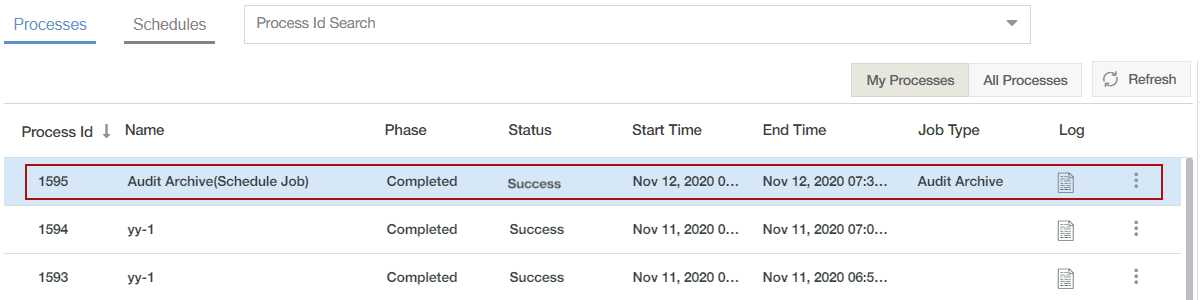 Processes Schedules Process Id Search
My Processes All Processes Refresh
Process Id Name Phase Status Start Time End Time Job Type Log
1595 Audit Archive(Schedule Job) Completed Success Nov 12, 2020 0... Nov 12, 2020 07:3... Audit Archive
1594 yy-1 Completed Success Nov 11, 2020 0... Nov 11, 2020 07:0...
1593 yy-1 Completed Success Nov 11, 2020 0... Nov 11, 2020 06:5...